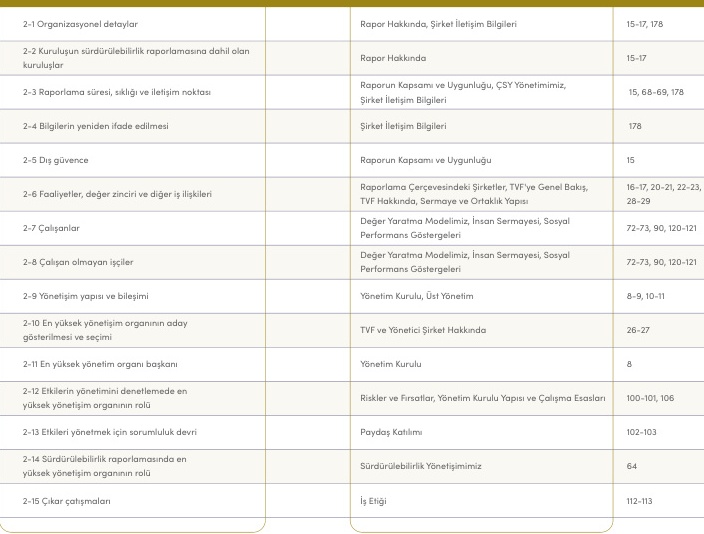 2-1 Organizasyonel detaylar
Rapor Hakkında, Şirket İletişim Bilgileri
15-17, 178
2-2 Kuruluşun sürdürülebilirlik raporlamasına dahil olan
kuruluşlar
Rapor Hakkında
15-17
2-3 Raporlama süresi, sıklığı ve iletişim noktası
Raporun Kapsamı ve Uygunluğu, ÇSY Yönetimimiz,
Şirket İletişim Bilgileri
15, 68-69, 178
2-4 Bilgilerin yeniden ifade edilmesi
Şirket İletişim Bilgileri
178
2-5 Dış güvence
Raporun Kapsamı ve Uygunluğu
15
2-6 Faaliyetler, değer zinciri ve diğer iş ilişkileri
Raporlama Çerçevesindeki Şirketler, TVF'ye Genel Bakış,
TVF Hakkında, Sermaye ve Ortaklık Yapısı
16-17, 20-21, 22-23,
28-29
2-7 Çalışanlar
Değer Yaratma Modelimiz, İnsan Sermayesi, Sosyal
Performans Göstergeleri
72-73, 90, 120-121
2-8 Çalışan olmayan işçiler
Değer Yaratma Modelimiz, İnsan Sermayesi, Sosyal
Performans Göstergeleri
72-73, 90, 120-121
2-9 Yönetişim yapısı ve bileşimi
Yönetim Kurulu, Üst Yönetim
8-9, 10-11
2-10 En yüksek yönetişim organının aday
gösterilmesi ve seçimi
TVF ve Yönetici Şirket Hakkında
26-27
2-11 En yüksek yönetim organı başkanı
Yönetim Kurulu
8
2-12 Etkilerin yönetimini denetlemede en
yüksek yönetişim organının rolü
Riskler ve Fırsatlar, Yönetim Kurulu Yapısı ve Çalışma Esasları
100-101, 106
2-13 Etkileri yönetmek için sorumluluk devri
Paydaş Katılımı
102-103
2-14 Sürdürülebilirlik raporlamasında en
yüksek yönetişim organının rolü
Sürdürülebilirlik Yönetişimimiz
64
2-15 Çıkar çatışmaları
İş Etiği
112-113